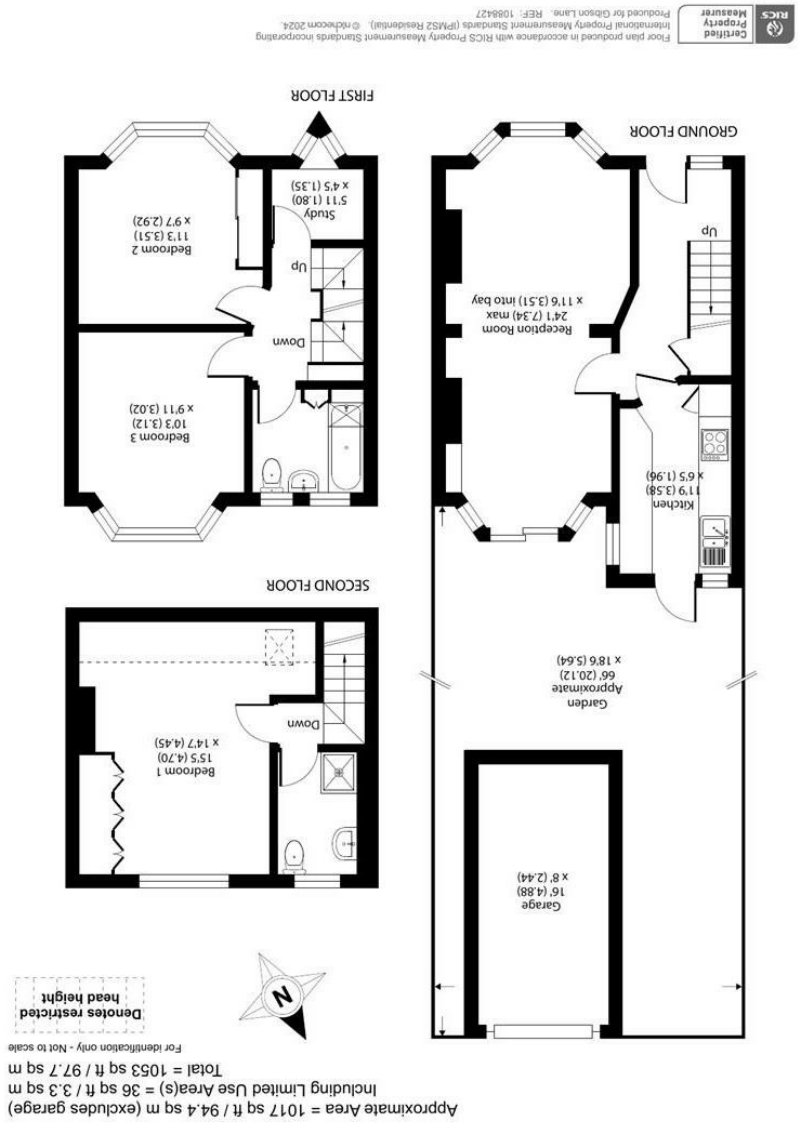 Approximate Area = 1017 sq ft / 94.4 sq m (excludes garage)
Including Limited Use Area(s) = 36 sq ft / 3.3 sq m
Total = 1053 sq ft / 97.7 sq m
For identification only - Not to scale
Denotes restricted
head height
N
Garage
16' (4.88)
x 8' (2.44)
Bedroom 1
15'5 (4.70)
x 14'7 (4.45)
Down
SECOND FLOOR
Garden
Approximate
66' (20.12)
x 18'6 (5.64)
Kitchen
11'9 (3.58)
x 6'5 (1.96)
Reception Room
24'1 (7.34) max
x 11'6 (3.51) into bay
Up
GROUND FLOOR
Bedroom 3
10'3 (3.12)
x 9'11 (3.02)
Down
Up
Bedroom 2
11'3 (3.51)
x 9'7 (2.92)
Study
5'11 (1.80)
x 4'5 (1.35)
FIRST FLOOR
RICS
Certified
Property
Measurer
Floor plan produced in accordance with RICS Property Measurement Standards incorporating
International Property Measurement Standards (IPMS2 Residential). © nichecom 2024.
Produced for Gibson Lane. REF: 1088427